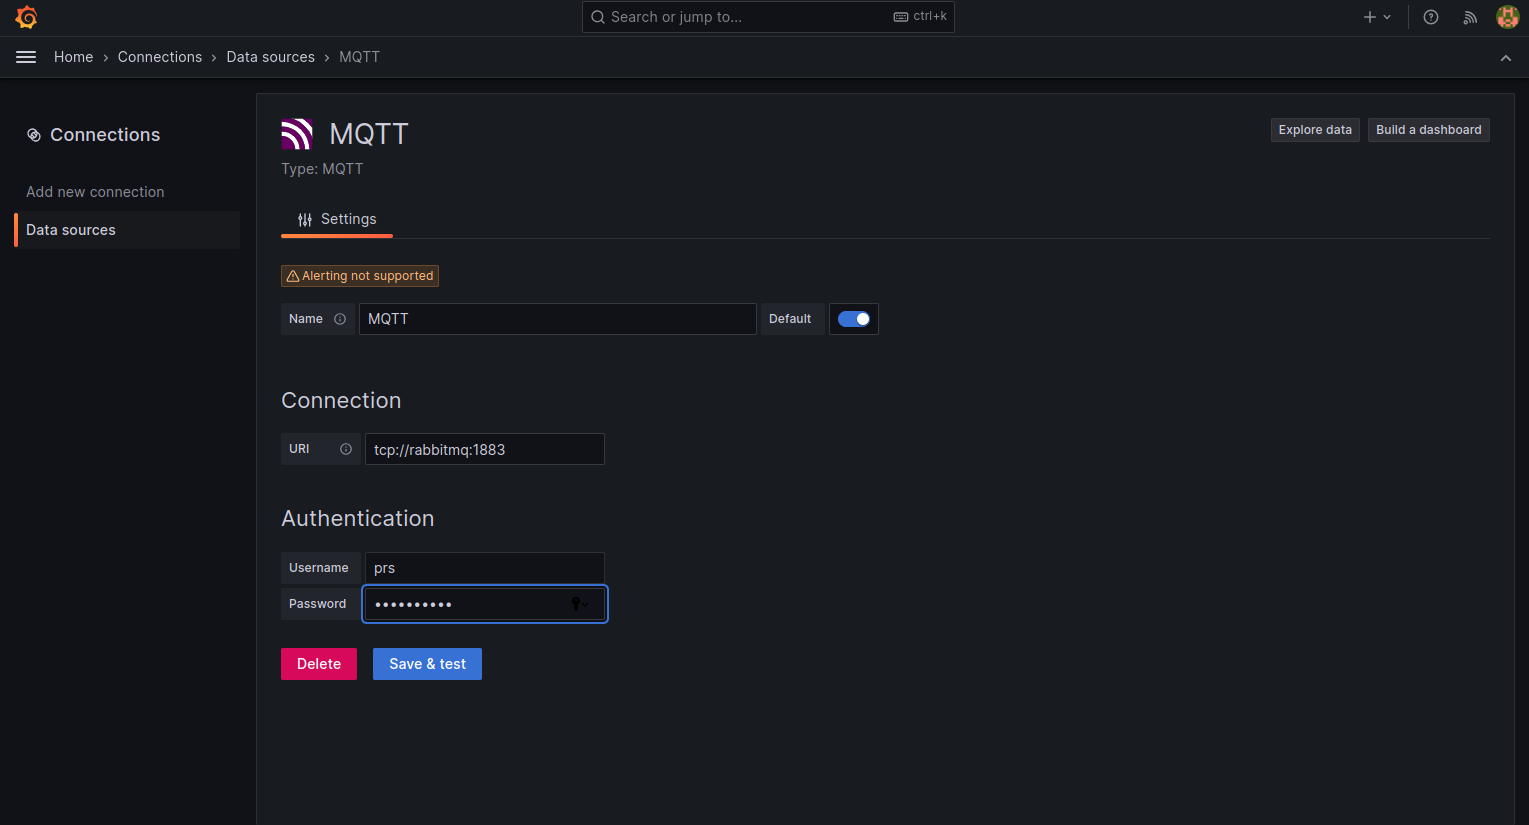 Search or jump to... ctrl+k
Home › Connections › Data sources › MQTT
Connections
Add new connection
Data sources
MQTT
Type: MQTT
Explore data
Build a dashboard
Settings
Alerting not supported
Name MQTT Default
Connection
URI tcp://rabbitmq:1883
Authentication
Username prs
Password ••••••••••
Delete Save & test